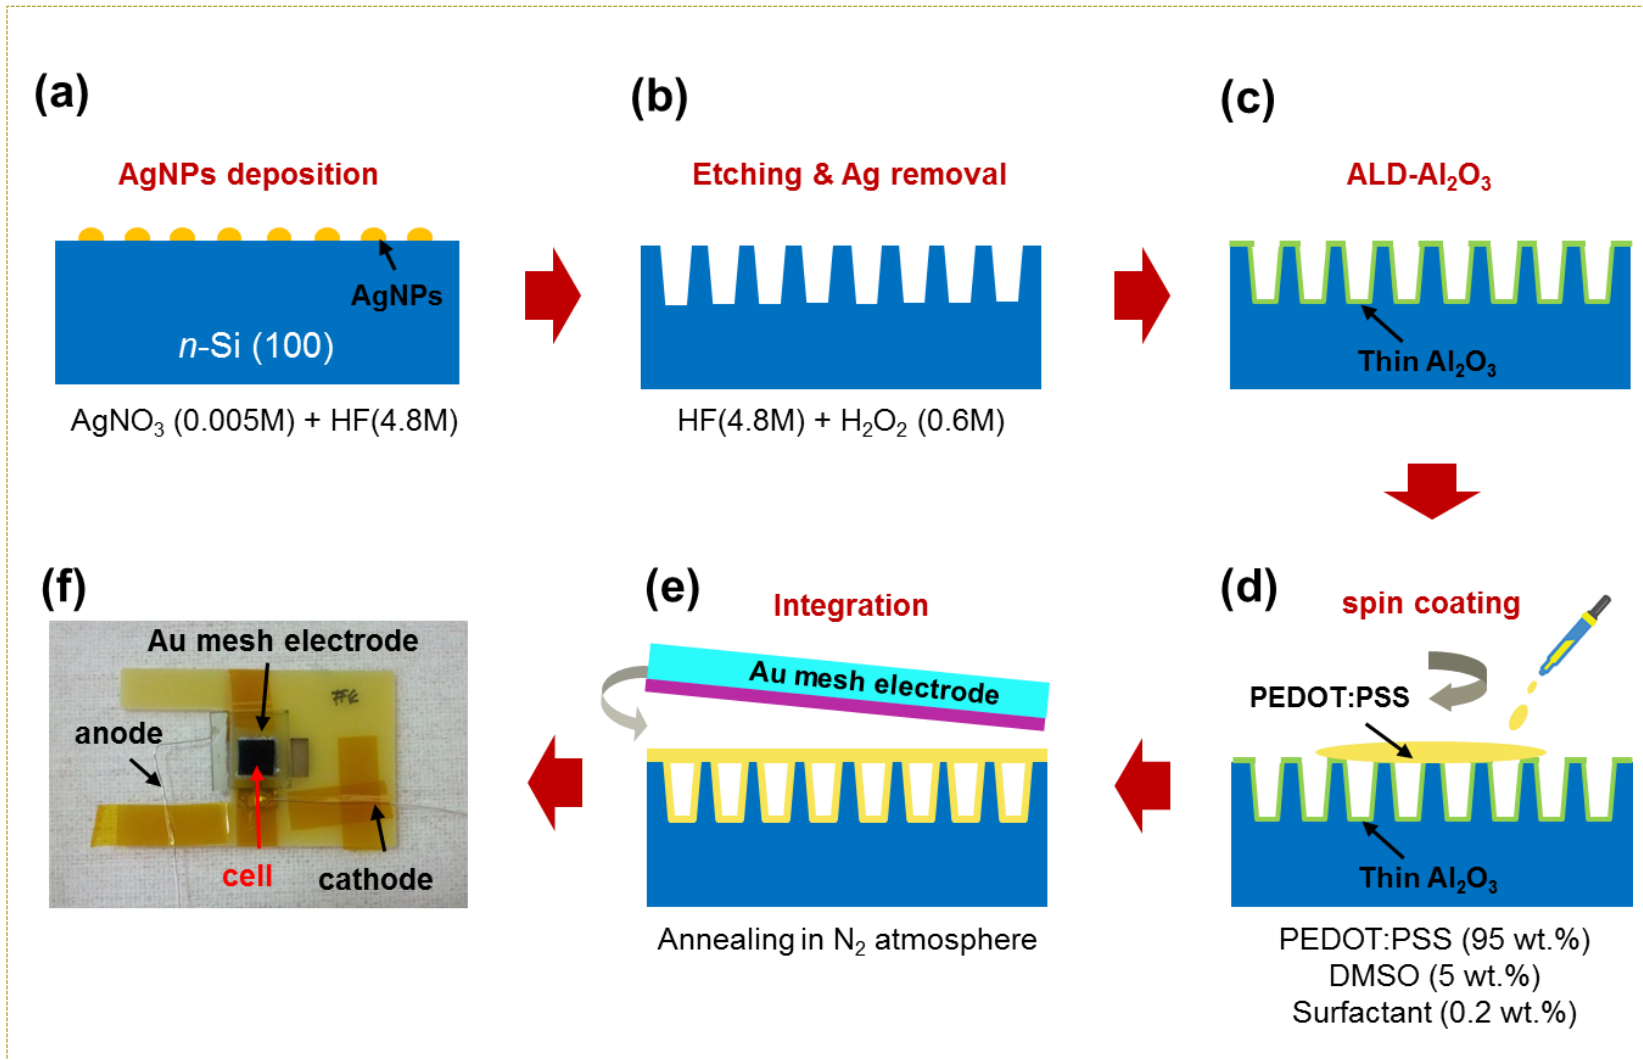 (a)
AgNPs deposition
AgNPs
n-Si (100)
AgNO₃ (0.005M) + HF(4.8M)
(b)
Etching & Ag removal
HF(4.8M) + H₂O₂ (0.6M)
(c)
ALD-Al₂O₃
Thin Al₂O₃
(d)
spin coating
PEDOT:PSS
Thin Al₂O₃
PEDOT:PSS (95 wt.%)
DMSO (5 wt.%)
Surfactant (0.2 wt.%)
(e)
Integration
Au mesh electrode
Annealing in N₂ atmosphere
(f)
Au mesh electrode
anode
cell
cathode